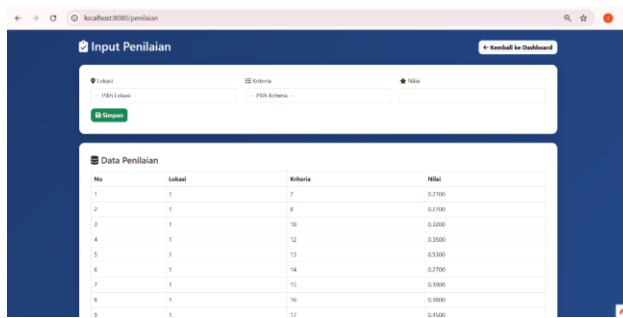 localhost:8080/penilaian
Input Penilaian
← Kembali ke Dashboard
Lokasi Kriteria Nilai
-- Pilih Lokasi -- -- Pilih Kriteria --
Simpan
Data Penilaian
No Lokasi Kriteria Nilai
1 1 7 0.2700
2 1 8 0.2700
3 1 10 0.3200
4 1 12 0.3500
5 1 13 0.5300
6 1 14 0.2700
7 1 15 0.3900
8 1 16 0.3800
9 1 17 0.4500